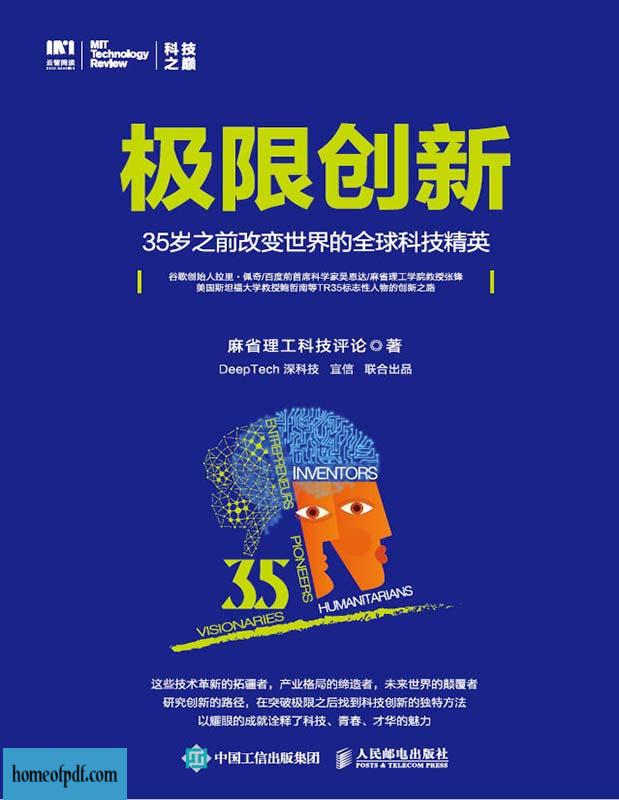 云智阅读
MIT
Technology
Review
科技
之巅
极限创新
35岁之前改变世界的全球科技精英
谷歌创始人拉里·佩奇/百度前首席科学家吴恩达/麻省理工学院教授张锋
美国斯坦福大学教授鲍哲南等TR35标志性人物的创新之路
麻省理工科技评论◎著
DeepTech 深科技 宜信 联合出品
ENTREPRENEURS
INVENTORS
PIONEERS
35
HUMANITARIANS
VISIONARIES
这些技术革新的拓疆者，产业格局的缔造者，未来世界的颠覆者
研究创新的路径，在突破极限之后找到科技创新的独特方法
以耀眼的成就诠释了科技、青春、才华的魅力
中国工信出版集团
人民邮电出版社
POSTS & TELECOM PRESS
homeofpdf.com